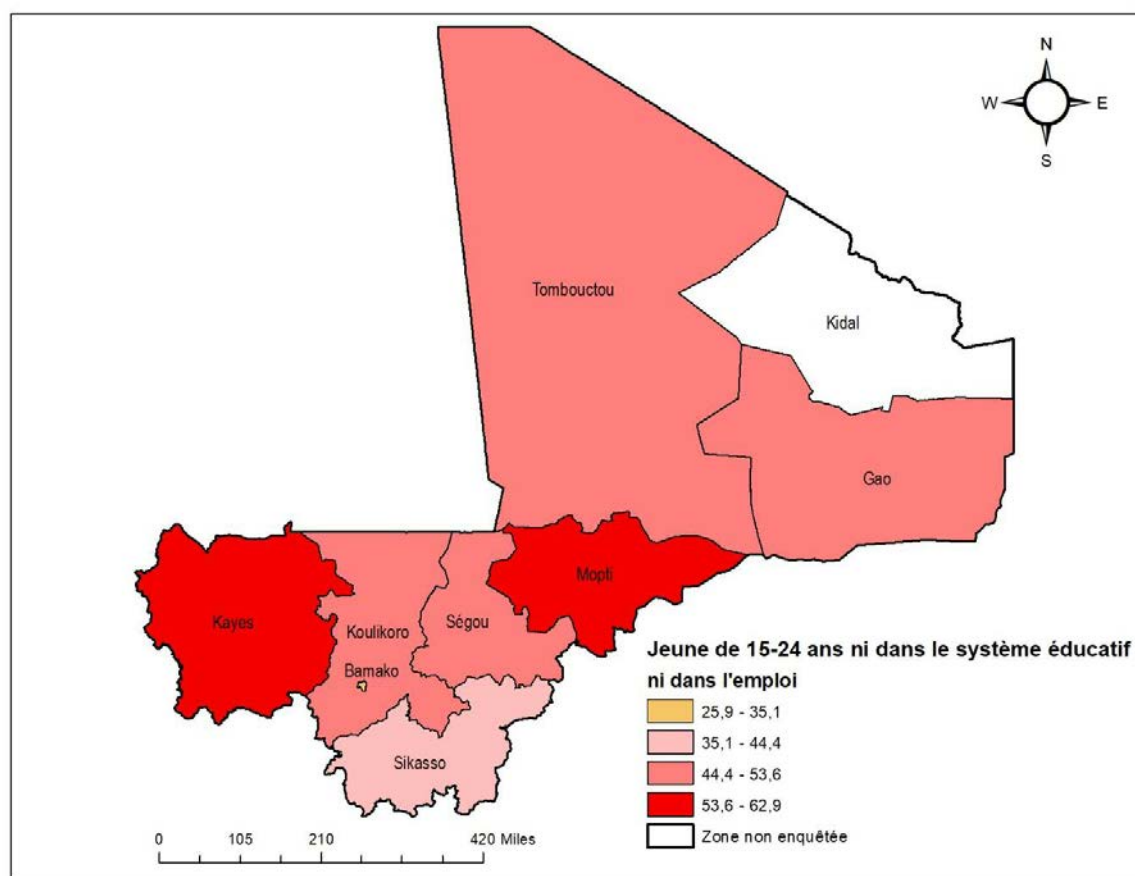 N
W E
S
Tombouctou
Kidal
Gao
Mopti
Kayes
Koulikoro
Ségou
Bamako
Sikasso
Jeune de 15-24 ans ni dans le système éducatif
ni dans l'emploi
25,9 - 35,1
35,1 - 44,4
44,4 - 53,6
53,6 - 62,9
Zone non enquêtée
0 105 210 420 Miles